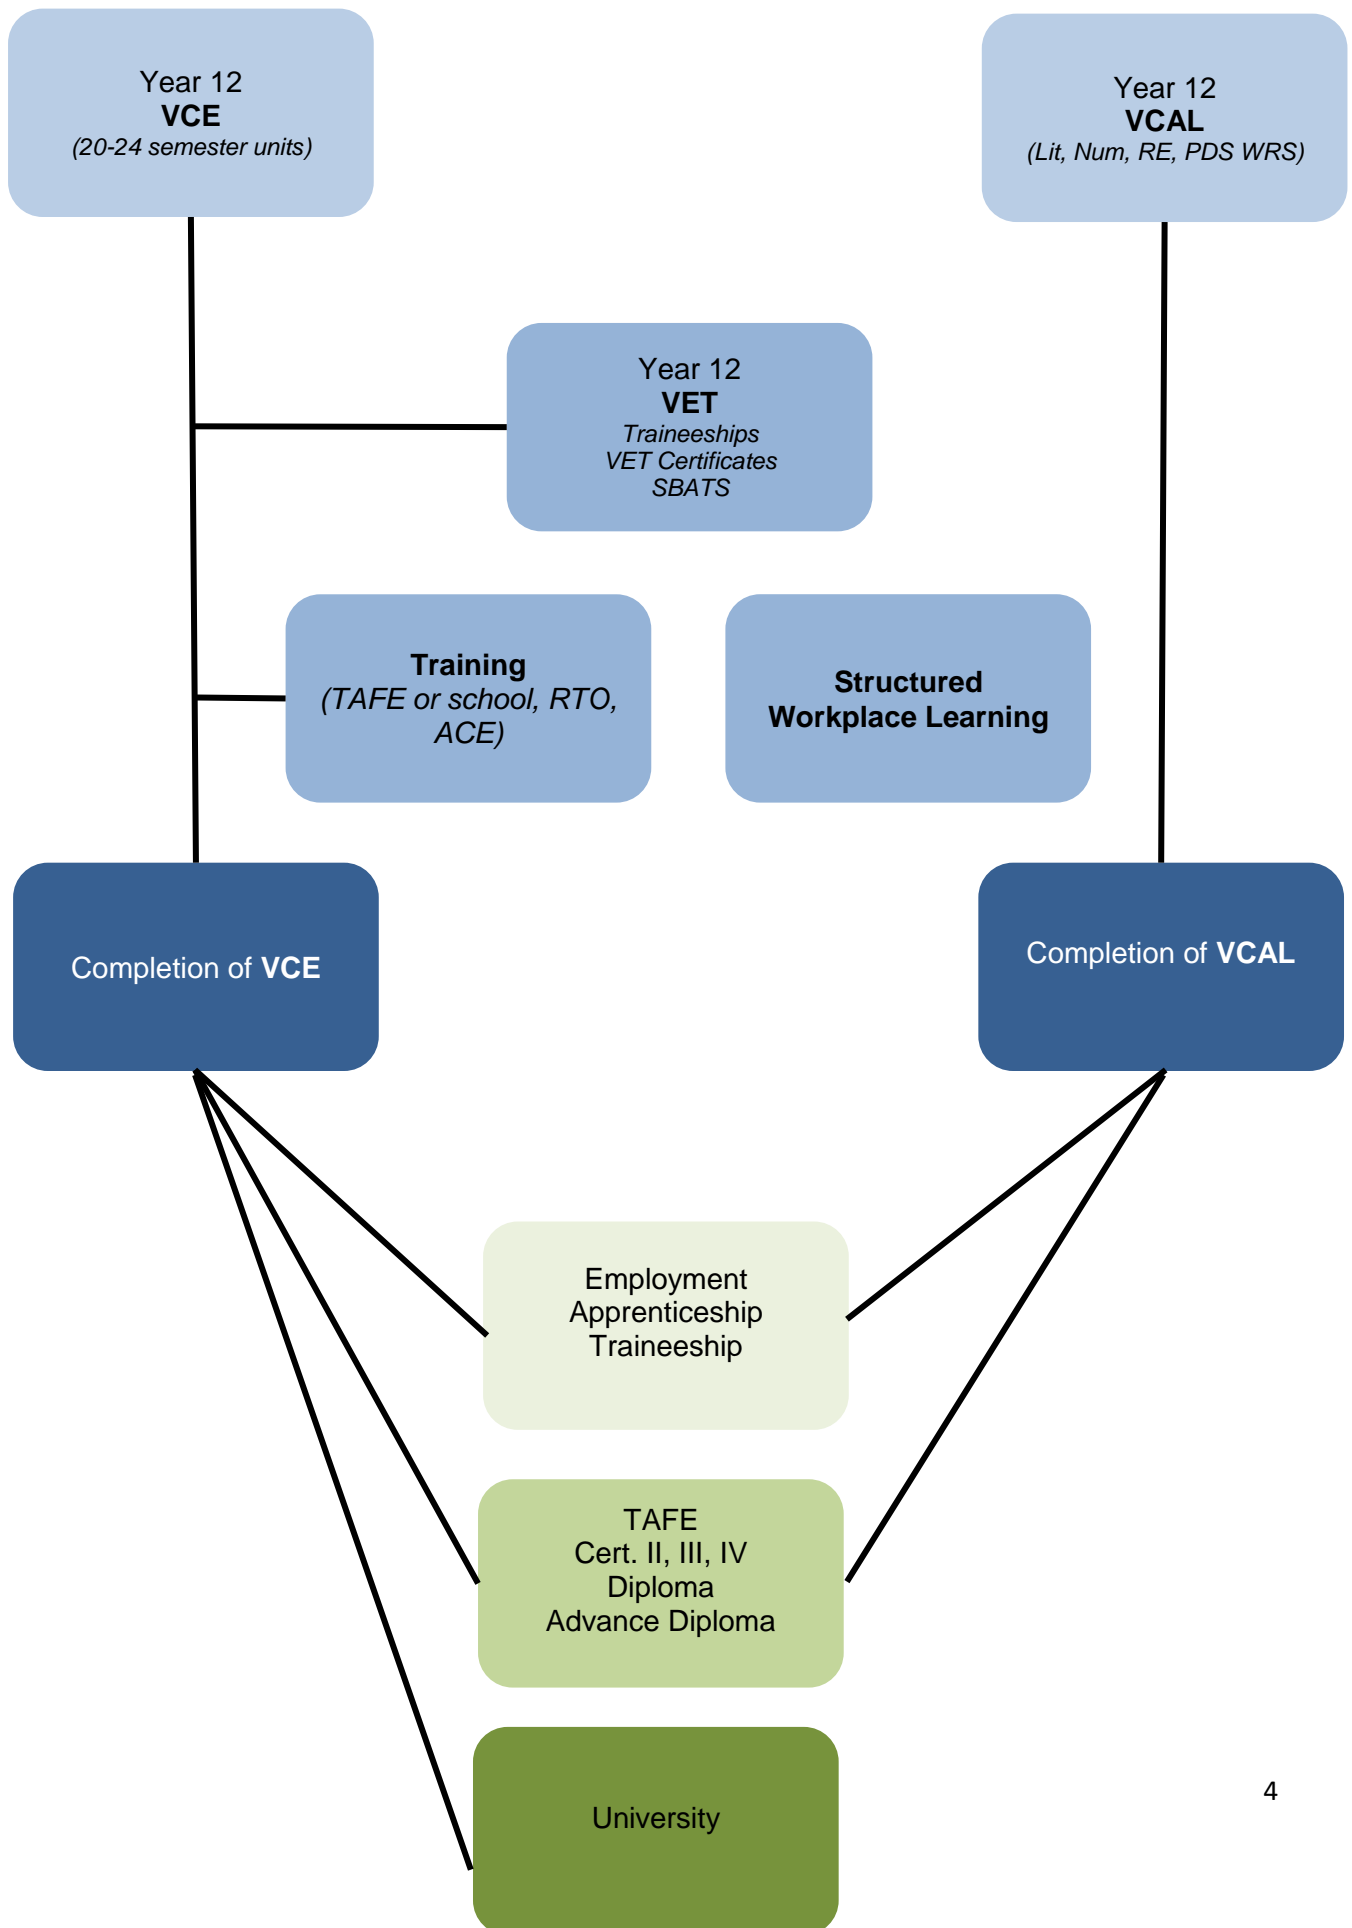 Year 12
VCE
(20-24 semester units)
Year 12
VCAL
(Lit, Num, RE, PDS WRS)
Year 12
VET
Traineeships
VET Certificates
SBATS
Training
(TAFE or school, RTO,
ACE)
Structured
Workplace Learning
Completion of VCE
Completion of VCAL
Employment
Apprenticeship
Traineeship
TAFE
Cert. II, III, IV
Diploma
Advance Diploma
University
4